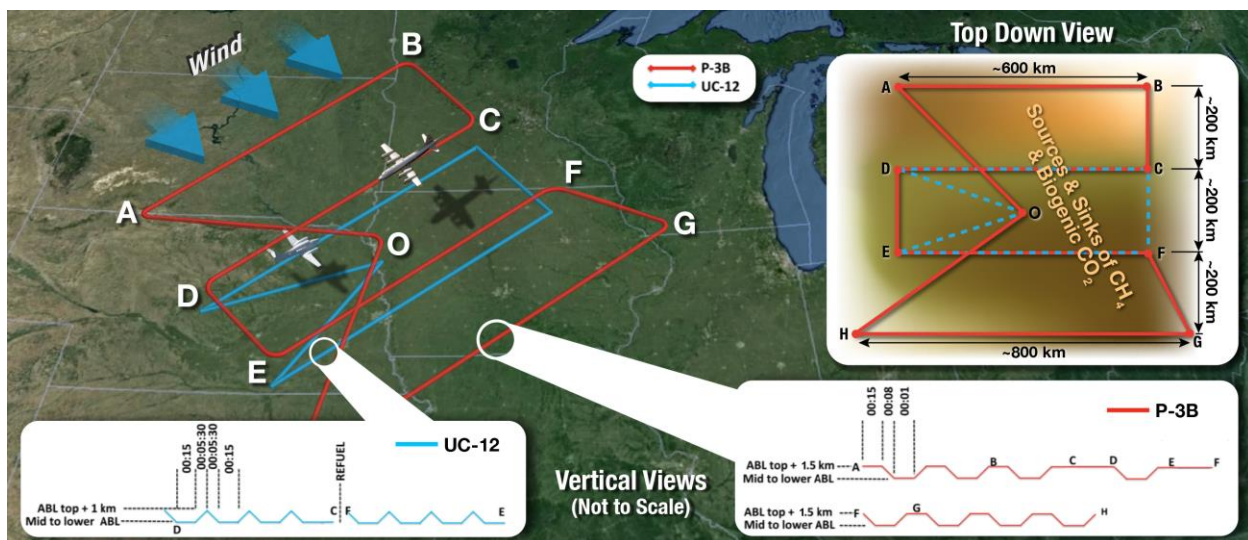 Wind
A
B
C
D
E
F
G
O
P-3B
UC-12
Top Down View
~600 km
A
B
~200 km
D
C
~200 km
O
E
F
~200 km
H
G
~800 km
Sources & Sinks of CH₄
& Biogenic CO₂
UC-12
00:15
00:05:30
00:05:30
00:15
REFUEL
ABL top + 1 km
Mid to lower ABL
D
C
F
E
Vertical Views
(Not to Scale)
P-3B
00:15
00:08
00:01
ABL top + 1.5 km
A
B
C
D
E
F
Mid to lower ABL
ABL top + 1.5 km
F
G
H
Mid to lower ABL